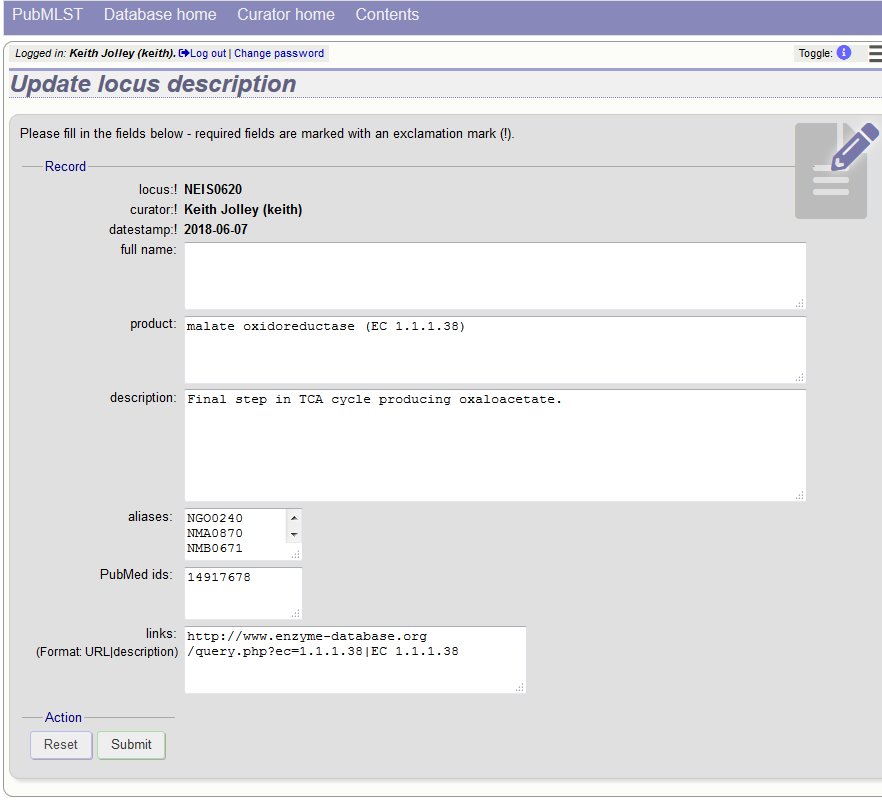 PubMLST Database home Curator home Contents
Logged in: Keith Jolley (keith). Log out | Change password Toggle: i
Update locus description
Please fill in the fields below - required fields are marked with an exclamation mark (!).
Record
locus:! NEIS0620
curator:! Keith Jolley (keith)
datestamp:! 2018-06-07
full name:
product: malate oxidoreductase (EC 1.1.1.38)
description: Final step in TCA cycle producing oxaloacetate.
aliases: NGO0240
NMA0870
NMB0671
PubMed ids: 14917678
links: http://www.enzyme-database.org
(Format: URL|description) /query.php?ec=1.1.1.38|EC 1.1.1.38
Action
Reset Submit